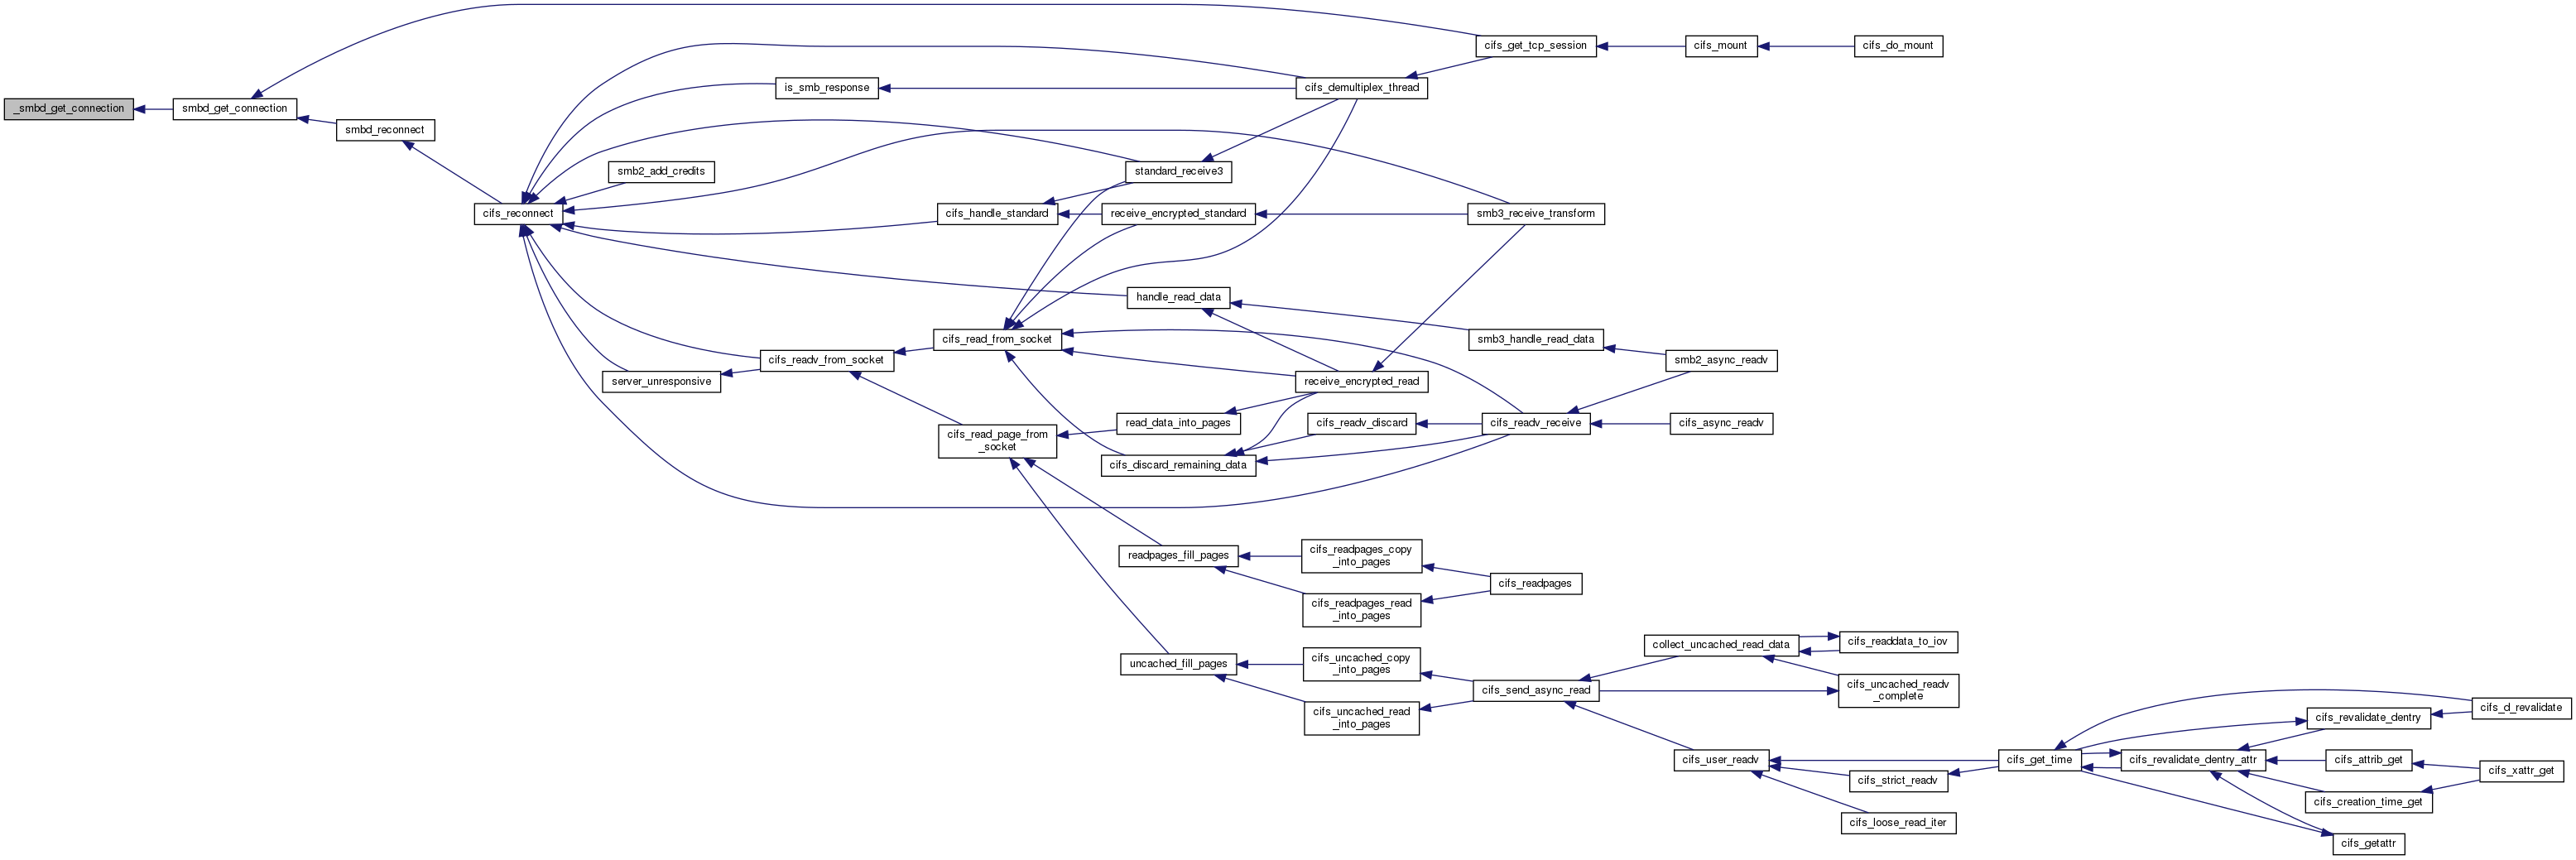 cifs_get_tcp_session
cifs_mount
cifs_do_mount
is_smb_response
cifs_demultiplex_thread
_smbd_get_connection
smbd_get_connection
smbd_reconnect
smb2_add_credits
standard_receive3
cifs_reconnect
cifs_handle_standard
receive_encrypted_standard
smb3_receive_transform
handle_read_data
cifs_read_from_socket
smb3_handle_read_data
cifs_readv_from_socket
smb2_async_readv
server_unresponsive
receive_encrypted_read
read_data_into_pages
cifs_readv_discard
cifs_readv_receive
cifs_async_readv
cifs_read_page_from
_socket
cifs_discard_remaining_data
readpages_fill_pages
cifs_readpages_copy
_into_pages
cifs_readpages
cifs_readpages_read
_into_pages
collect_uncached_read_data
cifs_readdata_to_iov
uncached_fill_pages
cifs_uncached_copy
_into_pages
cifs_send_async_read
cifs_uncached_readv
_complete
cifs_uncached_read
_into_pages
cifs_d_revalidate
cifs_revalidate_dentry
cifs_user_readv
cifs_get_time
cifs_revalidate_dentry_attr
cifs_attrib_get
cifs_xattr_get
cifs_strict_readv
cifs_creation_time_get
cifs_loose_read_iter
cifs_getattr